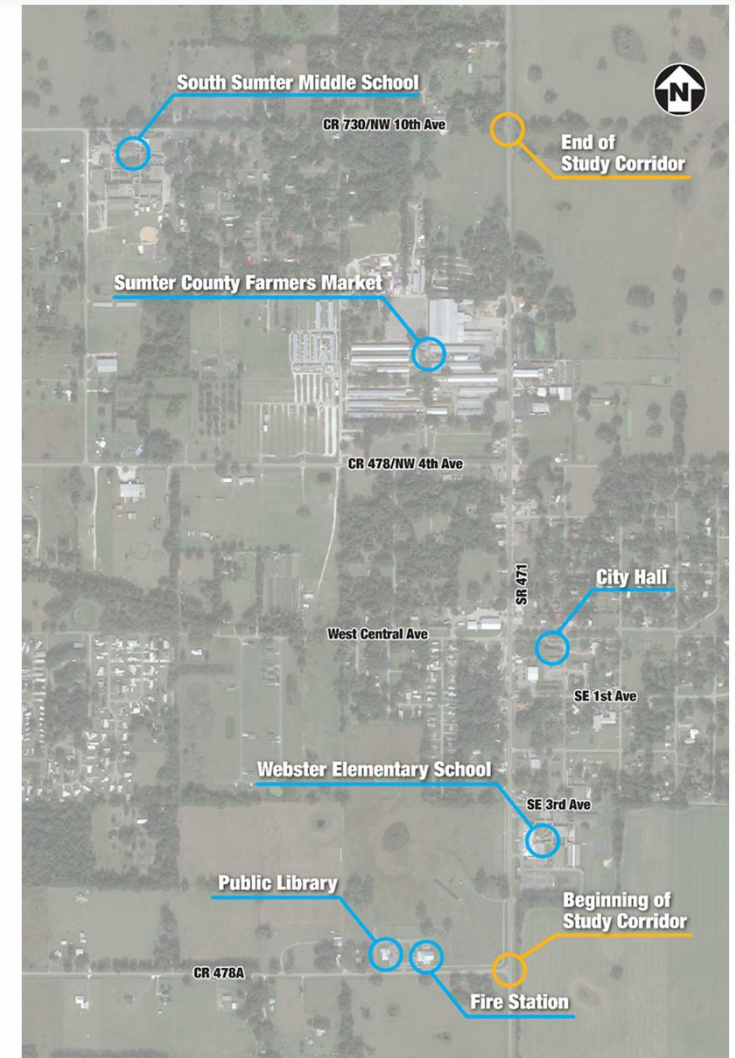 South Sumter Middle School
N
CR 730/NW 10th Ave
End of
Study Corridor
Sumter County Farmers Market
CR 478/NW 4th Ave
SR 471
City Hall
West Central Ave
SE 1st Ave
Webster Elementary School
SE 3rd Ave
Public Library
Beginning of
Study Corridor
CR 478A
Fire Station